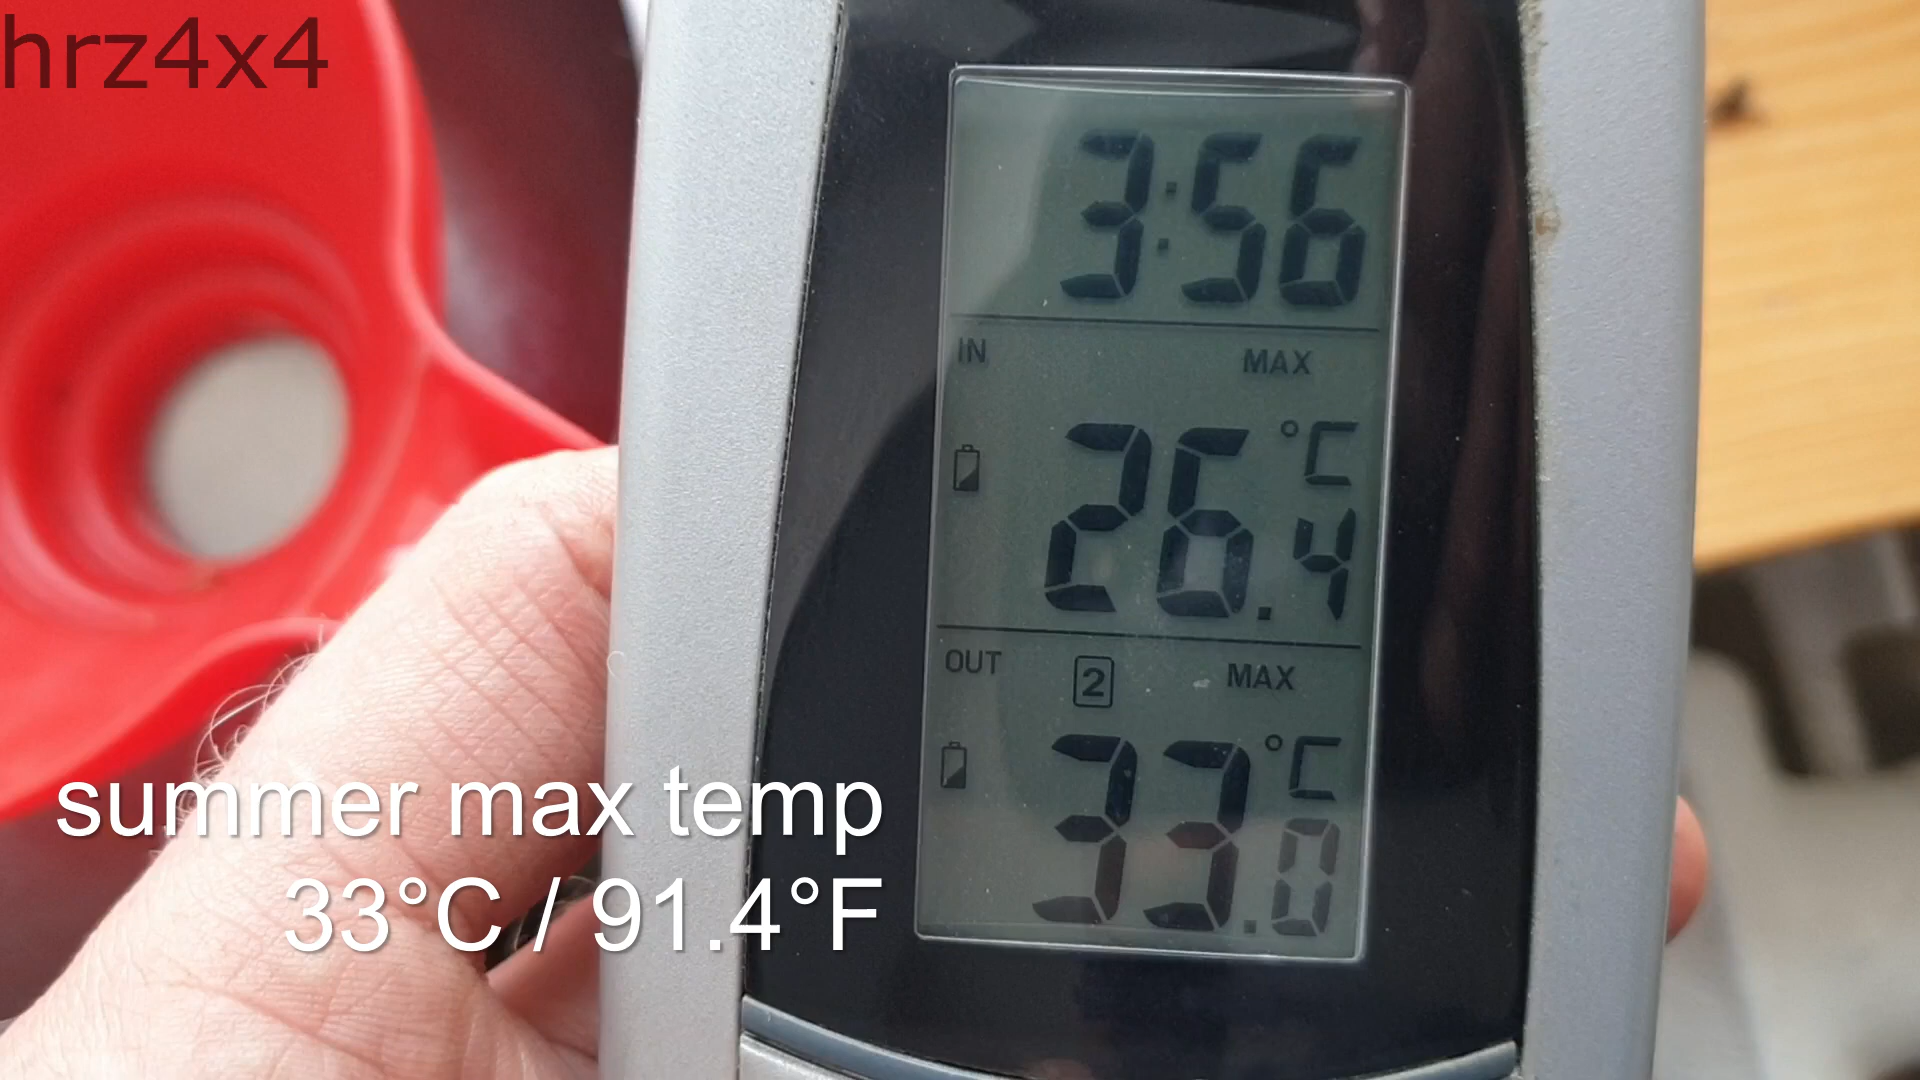 hrz4x4
3:56
IN MAX
26.4 °C
OUT 2 MAX
33.0 °C
summer max temp
33°C / 91.4°F